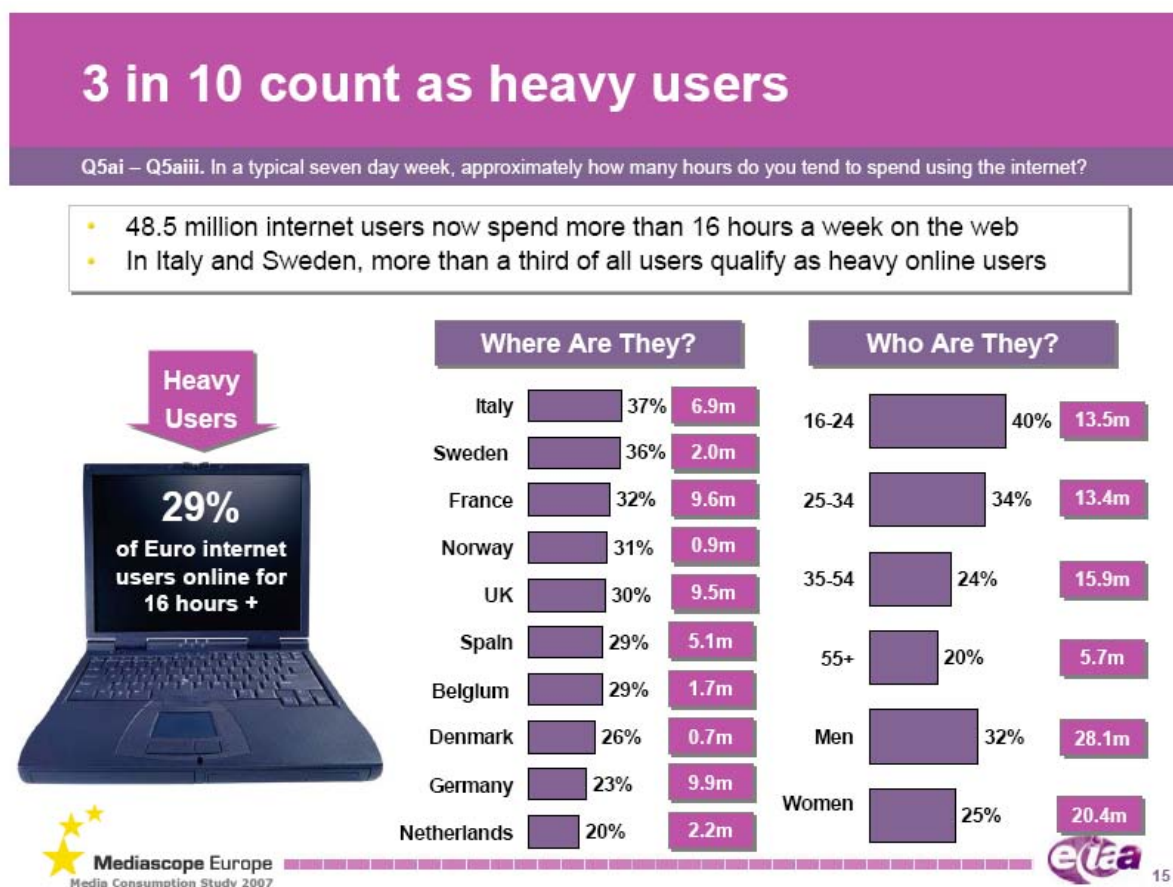 3 in 10 count as heavy users
Q5ai – Q5aiii. In a typical seven day week, approximately how many hours do you tend to spend using the internet?
• 48.5 million internet users now spend more than 16 hours a week on the web
• In Italy and Sweden, more than a third of all users qualify as heavy online users
Heavy
Users
29%
of Euro internet
users online for
16 hours +
Where Are They?
Italy 37% 6.9m
Sweden 36% 2.0m
France 32% 9.6m
Norway 31% 0.9m
UK 30% 9.5m
Spain 29% 5.1m
Belgium 29% 1.7m
Denmark 26% 0.7m
Germany 23% 9.9m
Netherlands 20% 2.2m
Who Are They?
16-24 40% 13.5m
25-34 34% 13.4m
35-54 24% 15.9m
55+ 20% 5.7m
Men 32% 28.1m
Women 25% 20.4m
Mediascope Europe
Media Consumption Study 2007
eiaa
15